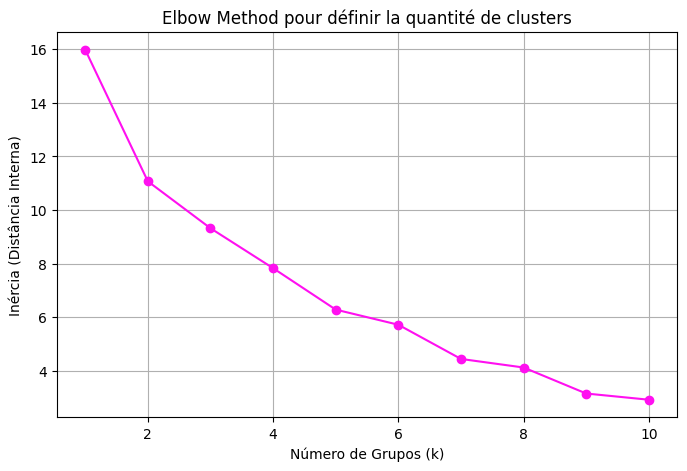 Elbow Method pour définir la quantité de clusters
16
14
12
10
8
6
4
Inércia (Distância Interna)
2 4 6 8 10
Número de Grupos (k)